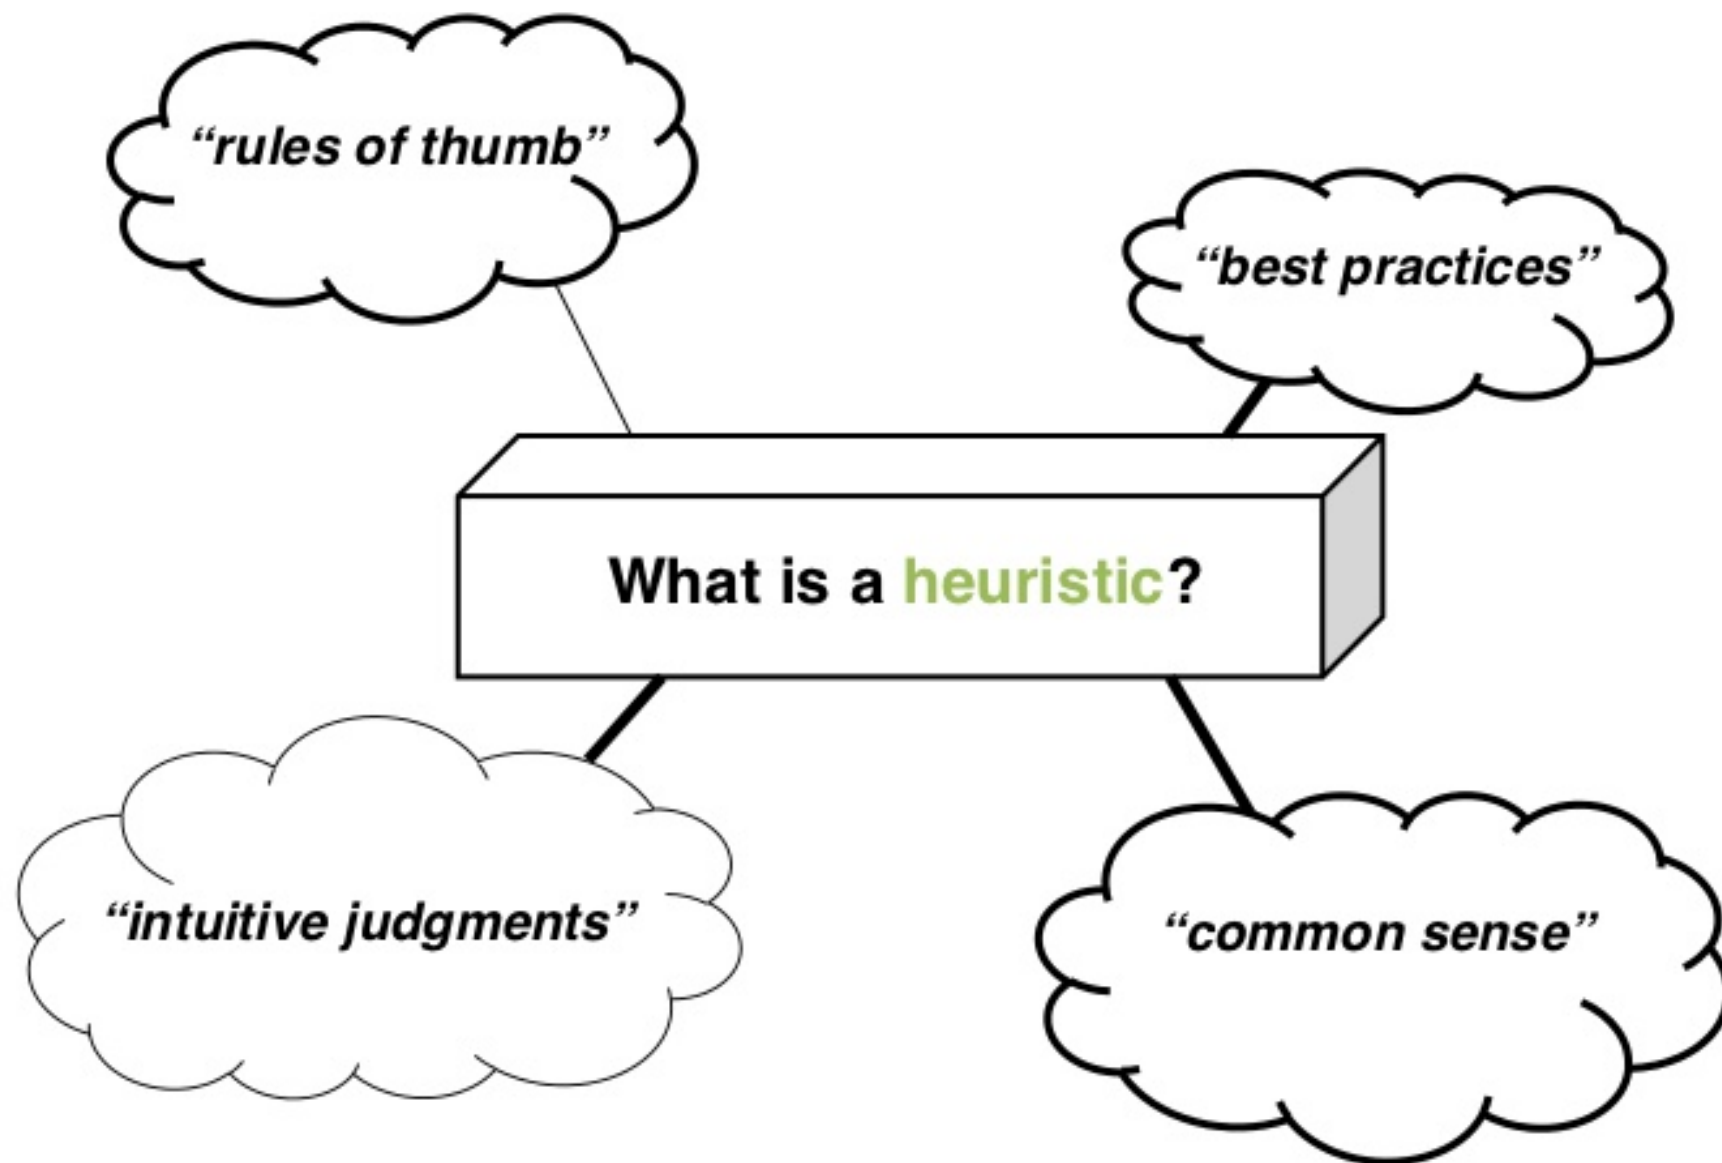 “rules of thumb”
“best practices”
What is a heuristic?
“intuitive judgments”
“common sense”